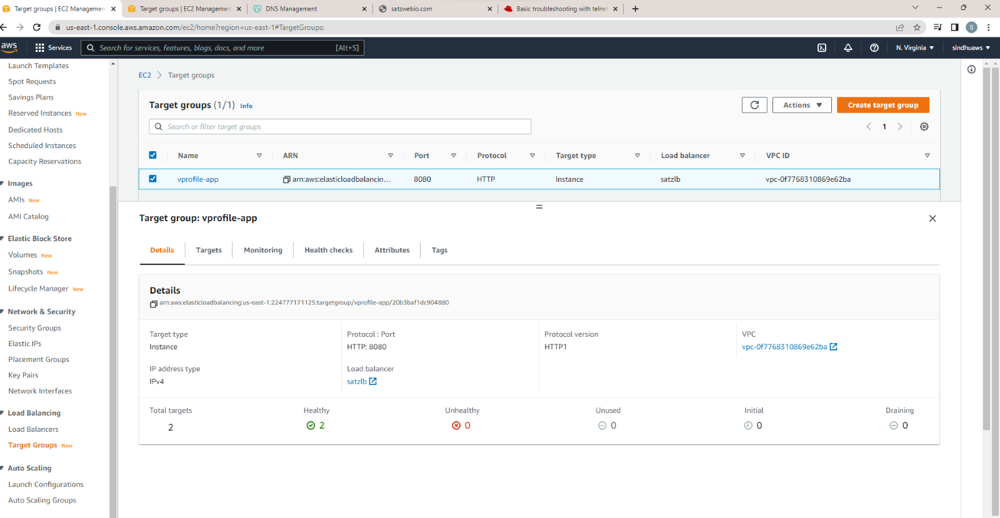 Target groups | EC2 Management
Target groups | EC2 Management
DNS Management
satzwebio.com
Basic troubleshooting with telnet
us-east-1.console.aws.amazon.com/ec2/home?region=us-east-1#TargetGroups:
S
aws
Services
Search for services, features, blogs, docs, and more
[Alt+S]
N. Virginia
sindhuaws
Launch Templates
Spot Requests
Savings Plans
Reserved Instances New
Dedicated Hosts
Scheduled Instances
Capacity Reservations
Images
AMIs New
AMI Catalog
Elastic Block Store
Volumes New
Snapshots New
Lifecycle Manager New
Network & Security
Security Groups
Elastic IPs
Placement Groups
Key Pairs
Network Interfaces
Load Balancing
Load Balancers
Target Groups New
Auto Scaling
Launch Configurations
Auto Scaling Groups
EC2 > Target groups
Target groups (1/1) Info
Actions
Create target group
Search or filter target groups
1
Name ARN Port Protocol Target type Load balancer VPC ID
vprofile-app arn:aws:elasticloadbalancin... 8080 HTTP Instance satzlb vpc-0f7768310869e62ba
Target group: vprofile-app
Details Targets Monitoring Health checks Attributes Tags
Details
arn:aws:elasticloadbalancing:us-east-1:224777171125:targetgroup/vprofile-app/20b3baf1dc904880
Target type
Instance
Protocol : Port
HTTP: 8080
Protocol version
HTTP1
VPC
vpc-0f7768310869e62ba
IP address type
IPv4
Load balancer
satzlb
Total targets
2
Healthy
2
Unhealthy
0
Unused
0
Initial
0
Draining
0